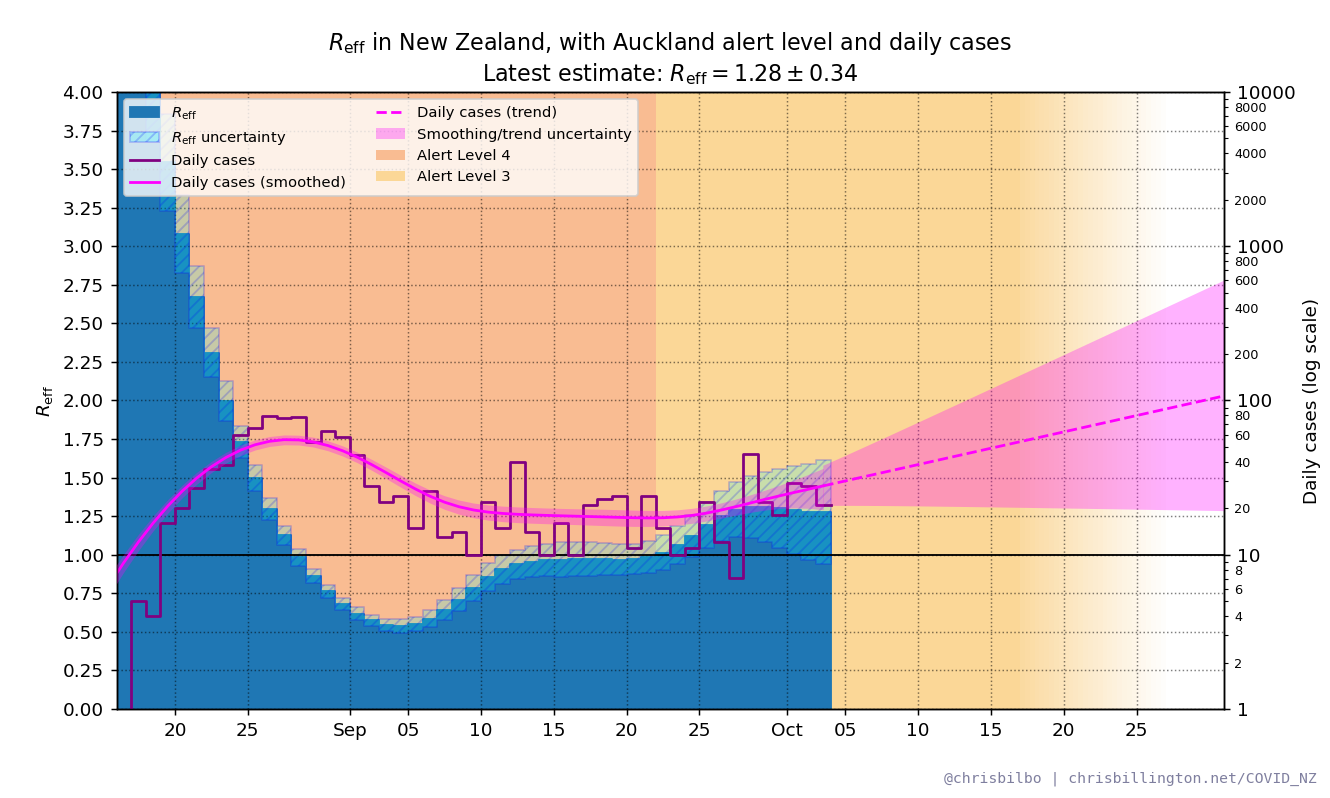 R_eff in New Zealand, with Auckland alert level and daily cases
Latest estimate: R_eff = 1.28 ± 0.34
R_eff
R_eff uncertainty
Daily cases
Daily cases (smoothed)
Daily cases (trend)
Smoothing/trend uncertainty
Alert Level 4
Alert Level 3
R_eff
4.00
3.75
3.50
3.25
3.00
2.75
2.50
2.25
2.00
1.75
1.50
1.25
1.00
0.75
0.50
0.25
0.00
10000
8000
6000
4000
2000
1000
800
600
400
200
100
80
60
40
20
10
8
6
4
2
1
Daily cases (log scale)
20 25 Sep 05 10 15 20 25 Oct 05 10 15 20 25
@chrisbilbo | chrisbillington.net/COVID_NZ